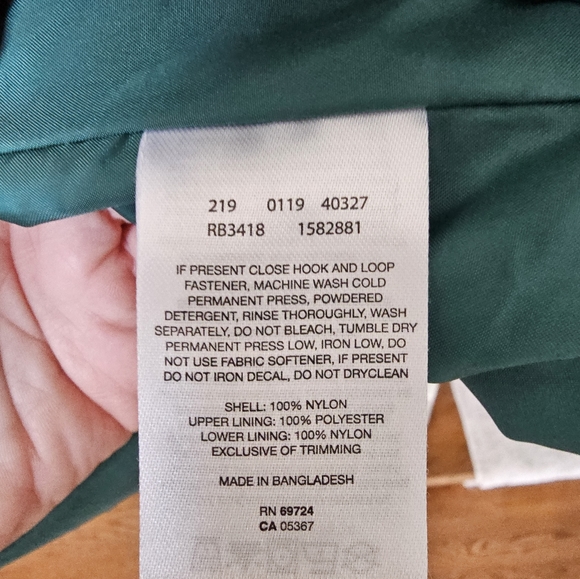 219 0119 40327
RB3418 1582881
IF PRESENT CLOSE HOOK AND LOOP
FASTENER, MACHINE WASH COLD
PERMANENT PRESS, POWDERED
DETERGENT, RINSE THOROUGHLY, WASH
SEPARATELY, DO NOT BLEACH, TUMBLE DRY
PERMANENT PRESS LOW, IRON LOW, DO
NOT USE FABRIC SOFTENER, IF PRESENT
DO NOT IRON DECAL, DO NOT DRYCLEAN
SHELL: 100% NYLON
UPPER LINING: 100% POLYESTER
LOWER LINING: 100% NYLON
EXCLUSIVE OF TRIMMING
MADE IN BANGLADESH
RN 69724
CA 05367